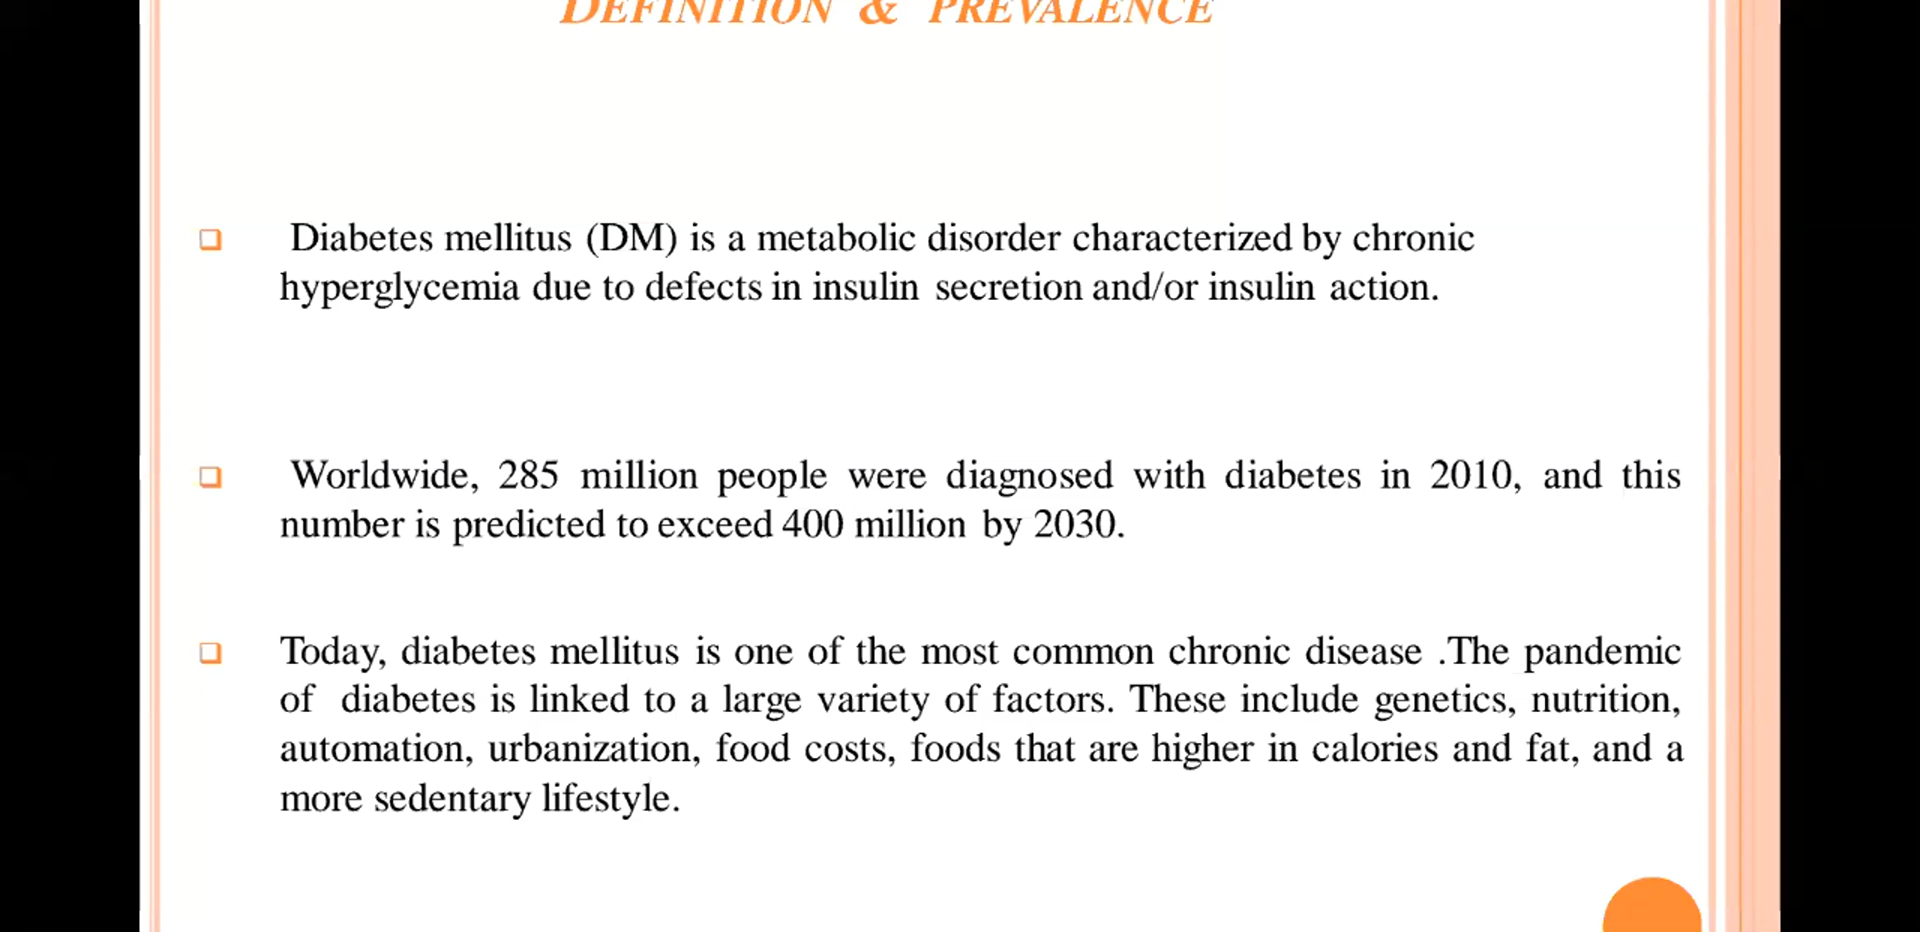 DEFINITION & PREVALENCE
Diabetes mellitus (DM) is a metabolic disorder characterized by chronic
hyperglycemia due to defects in insulin secretion and/or insulin action.
Worldwide, 285 million people were diagnosed with diabetes in 2010, and this
number is predicted to exceed 400 million by 2030.
Today, diabetes mellitus is one of the most common chronic disease .The pandemic
of diabetes is linked to a large variety of factors. These include genetics, nutrition,
automation, urbanization, food costs, foods that are higher in calories and fat, and a
more sedentary lifestyle.